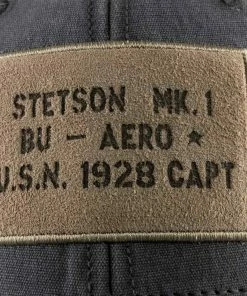 STETSON MK.1
BU - AERO ★
U.S.N. 1928 CAPT